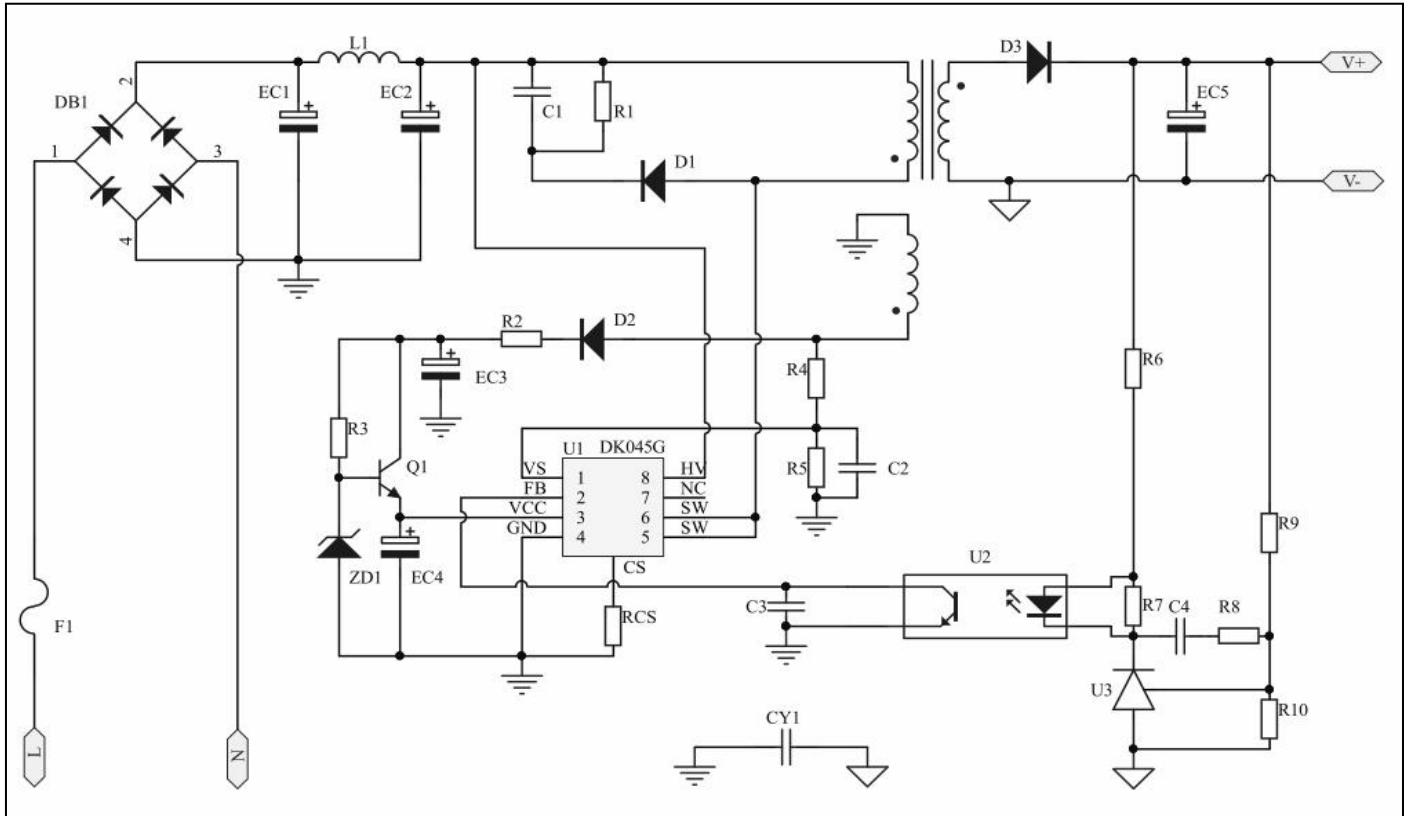 L1
D3
V+
2
DB1
EC1
EC2
C1
R1
EC5
1
3
D1
V-
4
R2
D2
R4
R6
EC3
R3
U1
DK045G
Q1
VS
1
8
HV
R5
C2
FB
2
7
NC
VCC
3
6
SW
GND
4
5
SW
R9
ZD1
EC4
CS
U2
C3
R7
C4
R8
RCS
F1
U3
R10
CY1
L
N